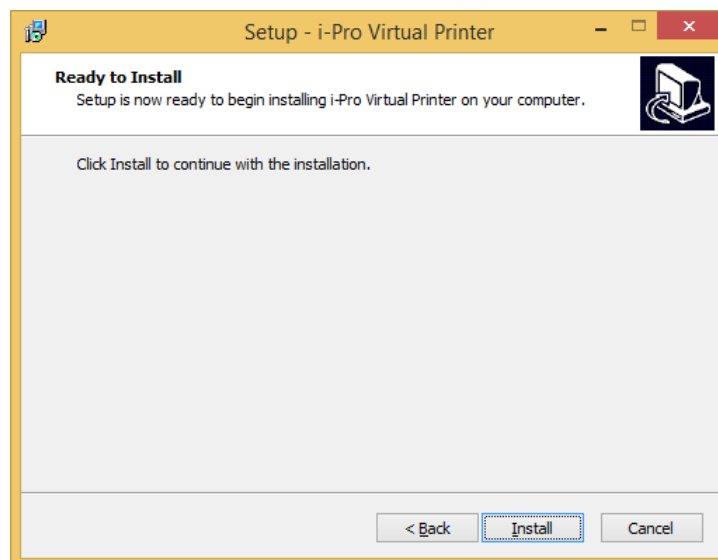 Setup - i-Pro Virtual Printer
Ready to Install
Setup is now ready to begin installing i-Pro Virtual Printer on your computer.
Click Install to continue with the installation.
< Back Install Cancel